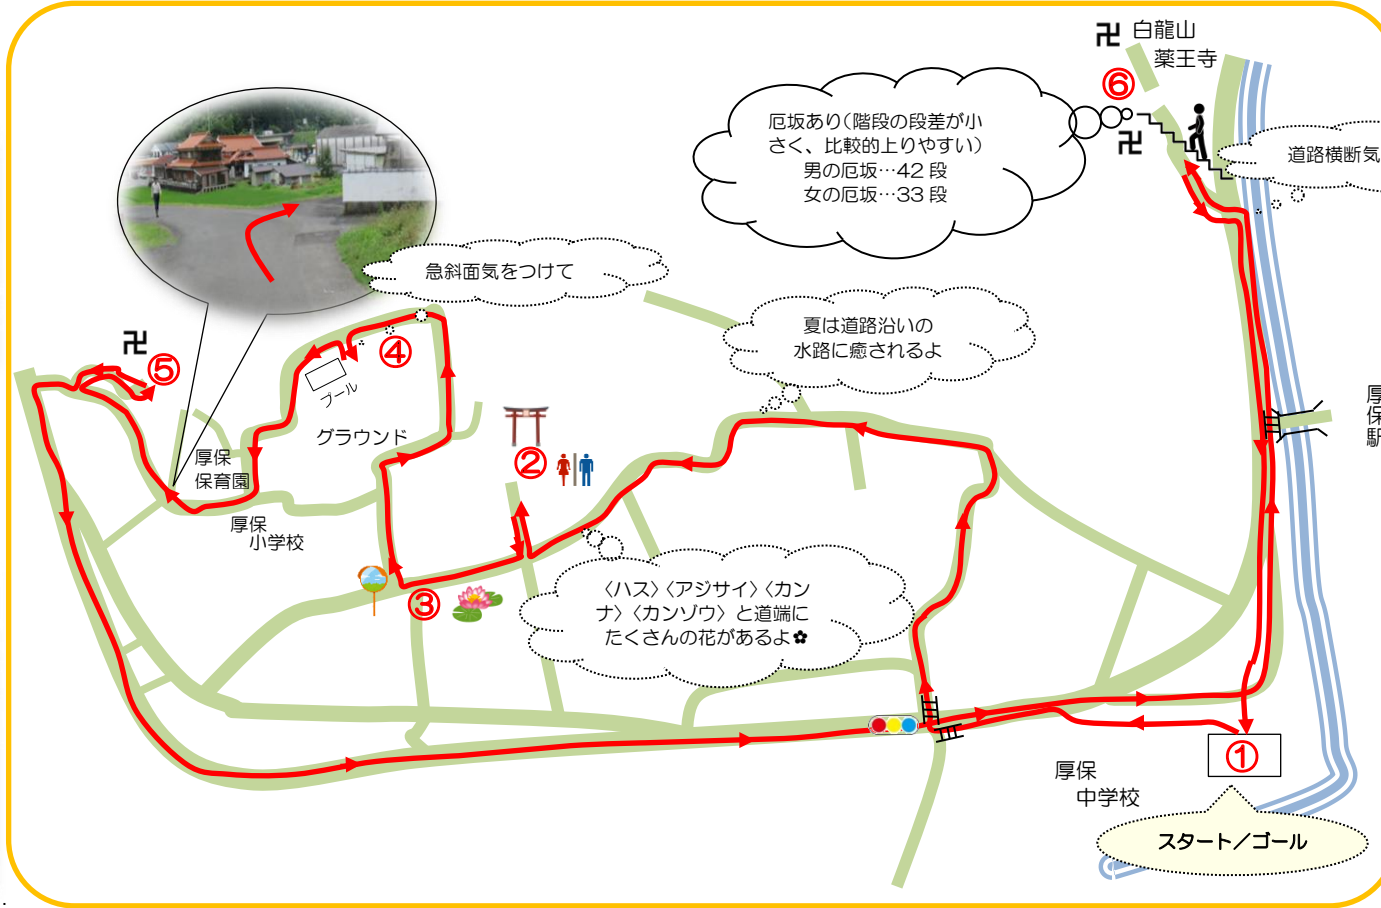 卍 白龍山
薬王寺
⑥
卍
厄坂あり(階段の段差が小
さく、比較的上りやすい)
男の厄坂…42 段
女の厄坂…33 段
道路横断気
急斜面気をつけて
夏は道路沿いの
水路に癒されるよ
卍
⑤
④
プール
グラウンド
②
厚保
保育園
厚保
小学校
厚保
駅
③
〈ハス〉〈アジサイ〉〈カン
ナ〉〈カンゾウ〉と道端に
たくさんの花があるよ✿
①
厚保
中学校
スタート/ゴール